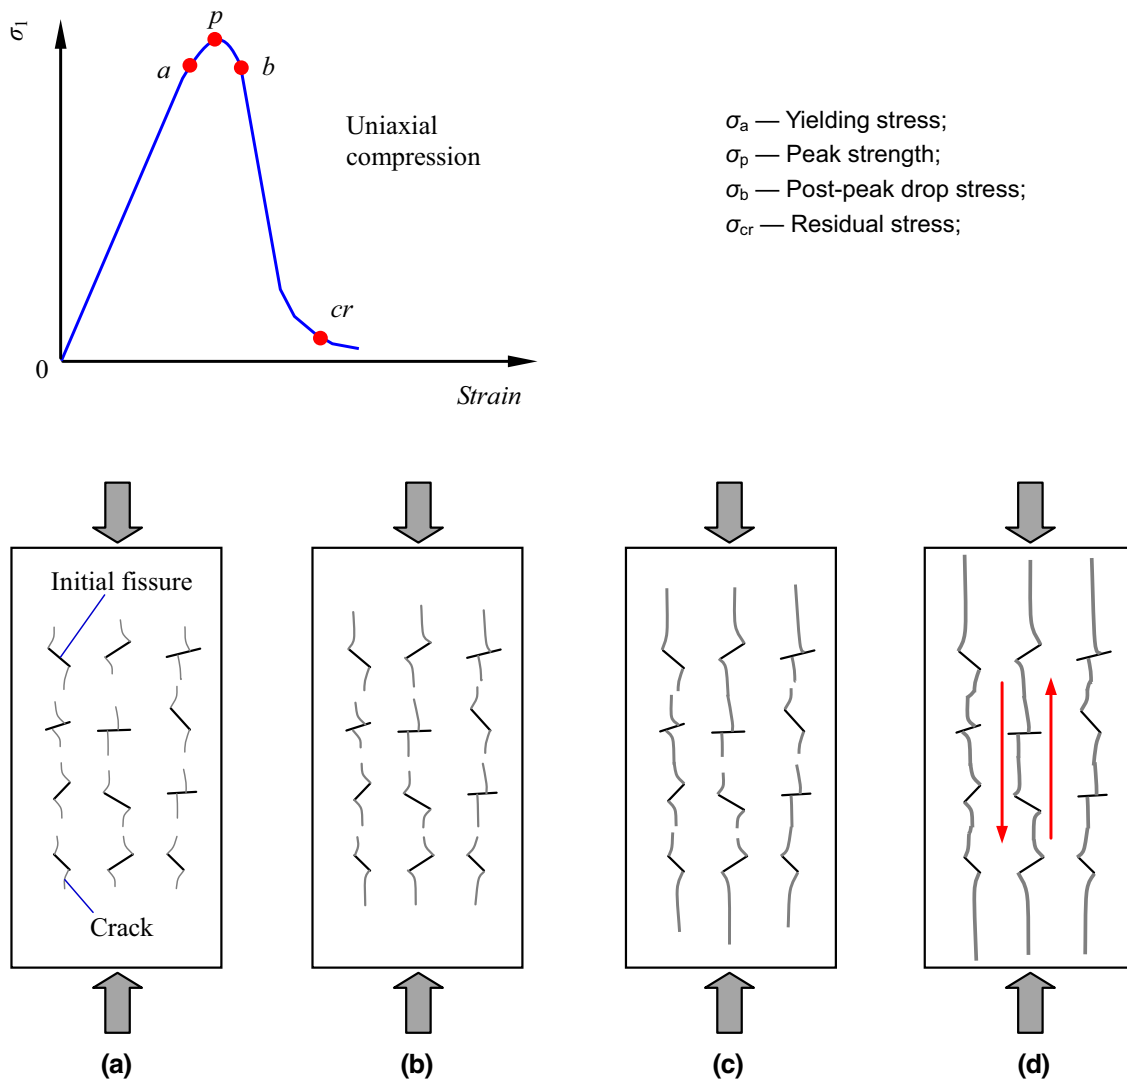 σ1
p
a
b
Uniaxial
compression
cr
0
Strain
σa — Yielding stress;
σp — Peak strength;
σb — Post-peak drop stress;
σcr — Residual stress;
Initial fissure
Crack
(a)
(b)
(c)
(d)